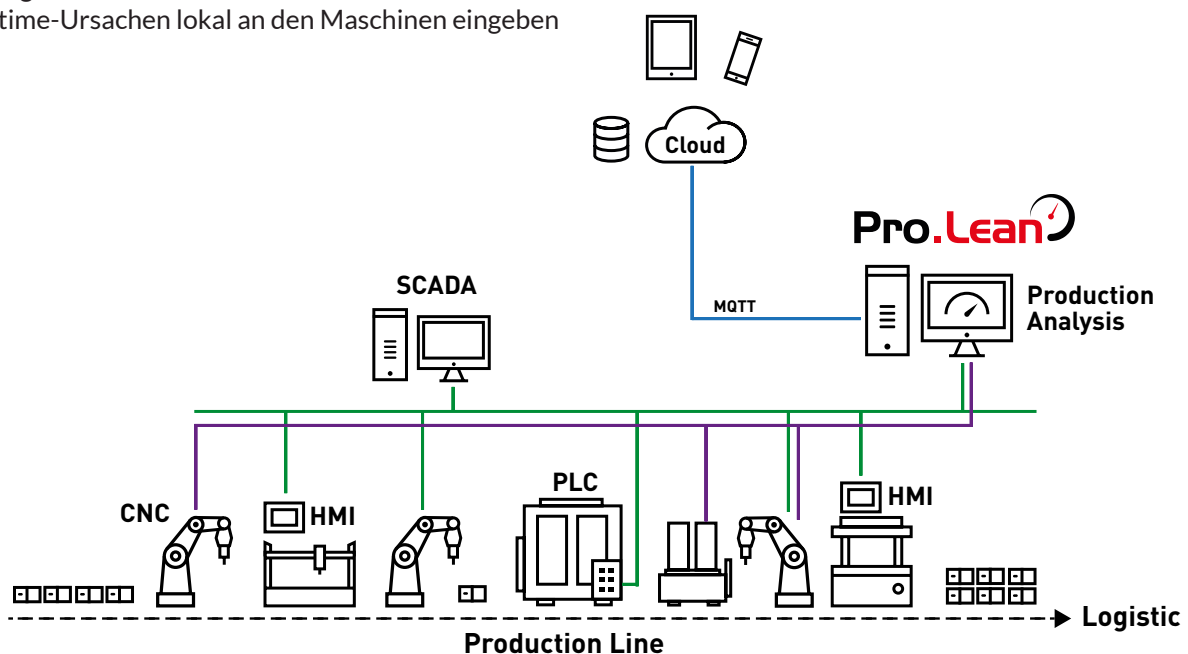 time-Ursachen lokal an den Maschinen eingeben
Cloud
Pro.Lean
SCADA
MQTT
Production
Analysis
PLC
CNC
HMI
HMI
Logistic
Production Line